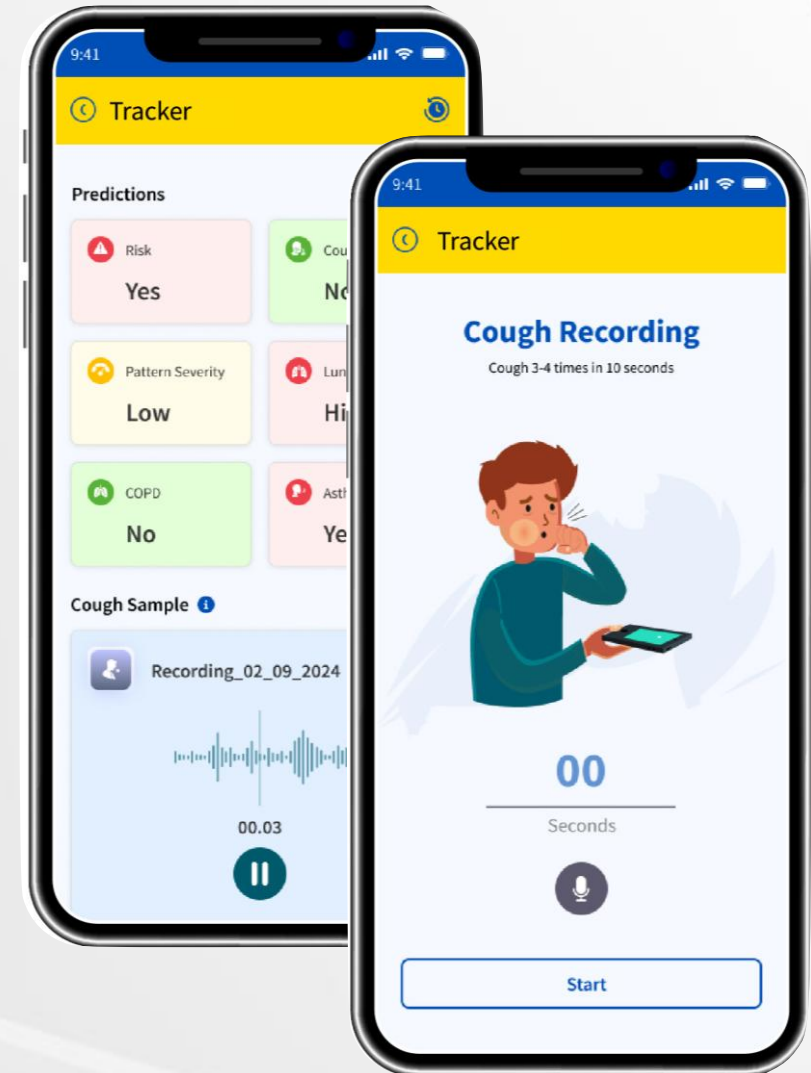 9:41
Tracker
Predictions
Risk
Yes
Pattern Severity
Low
COPD
No
Cough Sample
Recording_02_09_2024
00.03
9:41
Tracker
Cough Recording
Cough 3-4 times in 10 seconds
00
Seconds
Start